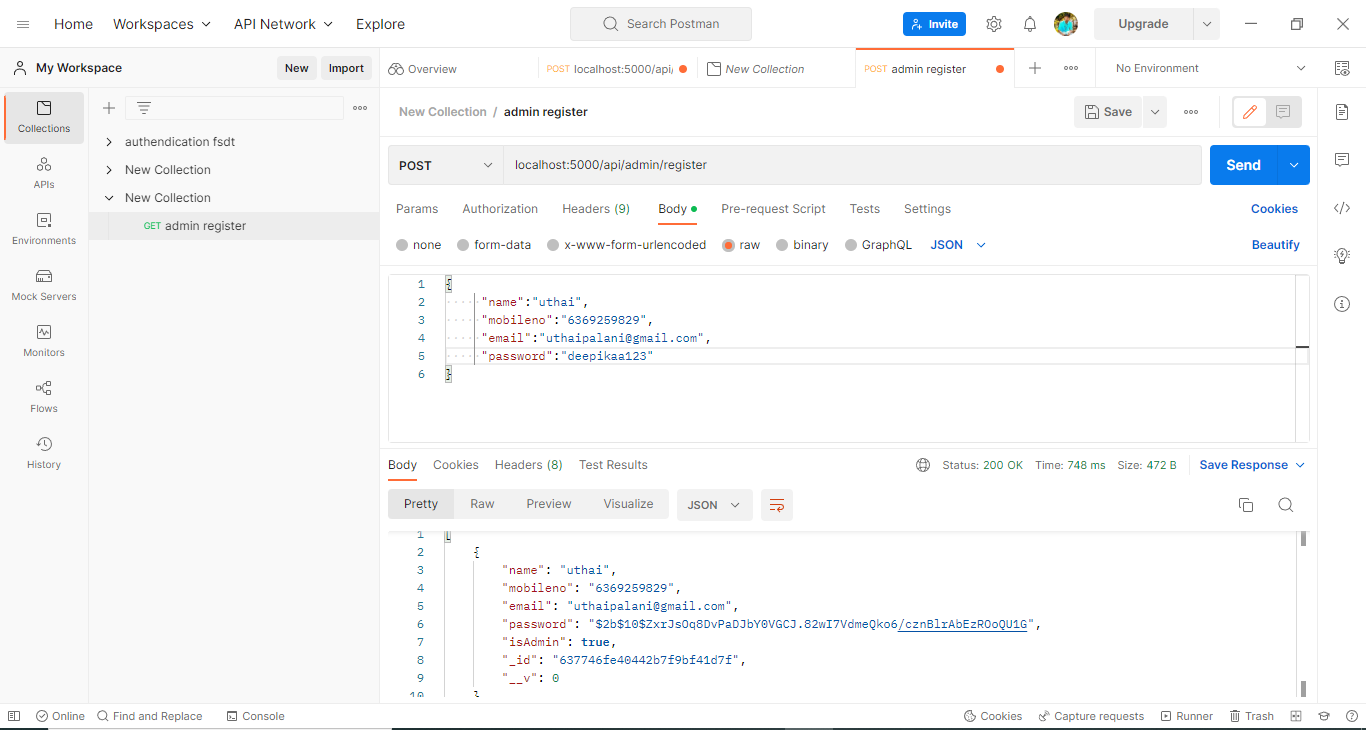 Home Workspaces API Network Explore Search Postman Invite Upgrade
My Workspace New Import
Overview POST localhost:5000/api/ New Collection POST admin register No Environment
Collections
APIs
Environments
Mock Servers
Monitors
Flows
History
authendication fsdt
New Collection
New Collection
GET admin register
New Collection / admin register Save
POST localhost:5000/api/admin/register Send
Params Authorization Headers (9) Body Pre-request Script Tests Settings Cookies
none form-data x-www-form-urlencoded raw binary GraphQL JSON Beautify
1 {
2 "name":"uthai",
3 "mobileno":"6369259829",
4 "email":"uthaipalani@gmail.com",
5 "password":"deepikaa123"
6 }
Body Cookies Headers (8) Test Results Status: 200 OK Time: 748 ms Size: 472 B Save Response
Pretty Raw Preview Visualize JSON
1 [
2 {
3 "name": "uthai",
4 "mobileno": "6369259829",
5 "email": "uthaipalani@gmail.com",
6 "password": "$2b$10$ZxrJsOq8DvPaDJbY0VGCJ.82wI7VdmeQko6/cznBlrAbEzROoQU1G",
7 "isAdmin": true,
8 "_id": "637746fe40442b7f9bf41d7f",
9 "__v": 0
10 }
Online Find and Replace Console Cookies Capture requests Runner Trash